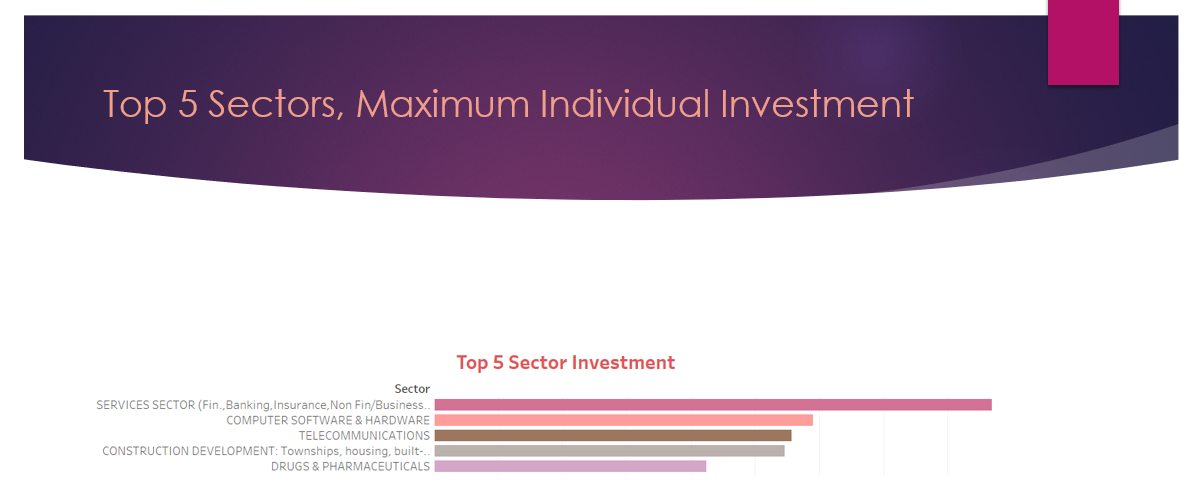 Top 5 Sectors, Maximum Individual Investment
Top 5 Sector Investment
Sector
SERVICES SECTOR (Fin.,Banking,Insurance,Non Fin/Business..
COMPUTER SOFTWARE & HARDWARE
TELECOMMUNICATIONS
CONSTRUCTION DEVELOPMENT: Townships, housing, built-..
DRUGS & PHARMACEUTICALS